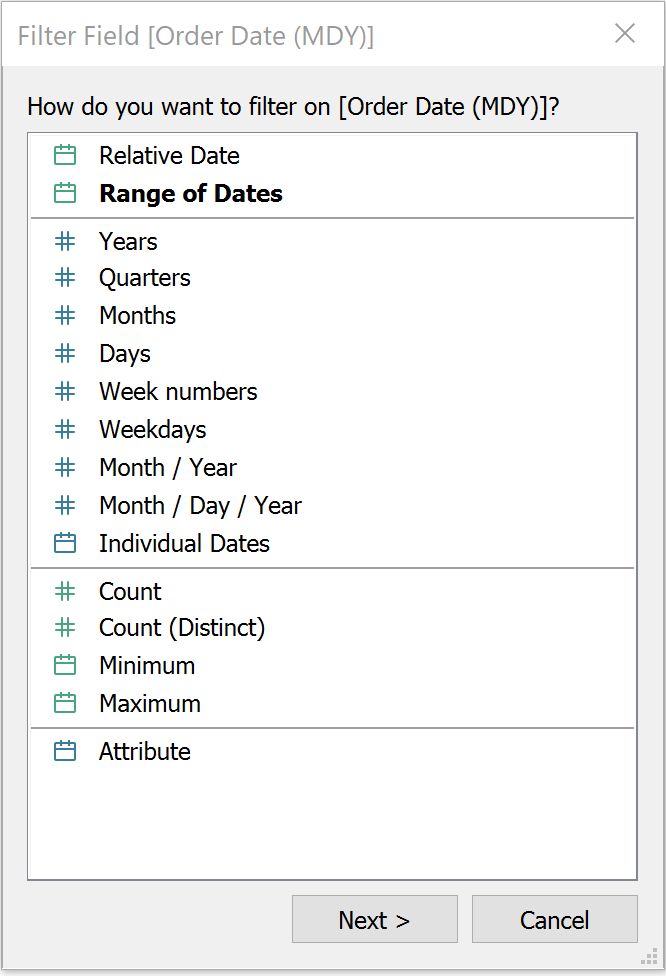 Filter Field [Order Date (MDY)]
How do you want to filter on [Order Date (MDY)]?
Relative Date
Range of Dates
Years
Quarters
Months
Days
Week numbers
Weekdays
Month / Year
Month / Day / Year
Individual Dates
Count
Count (Distinct)
Minimum
Maximum
Attribute
Next >
Cancel